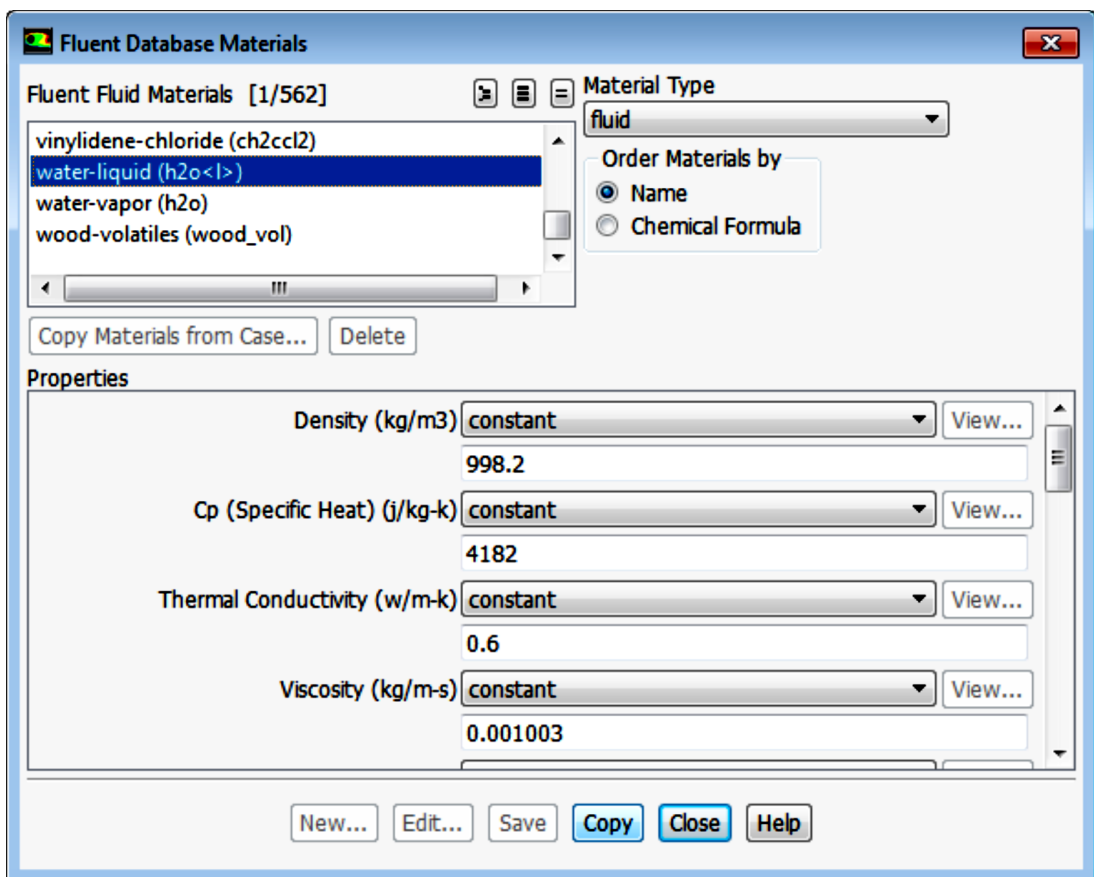 Fluent Database Materials
Fluent Fluid Materials [1/562]
Material Type
fluid
vinylidene-chloride (ch2ccl2)
water-liquid (h2o<l>)
water-vapor (h2o)
wood-volatiles (wood_vol)
Order Materials by
Name
Chemical Formula
Copy Materials from Case... Delete
Properties
Density (kg/m3) constant View...
998.2
Cp (Specific Heat) (j/kg-k) constant View...
4182
Thermal Conductivity (w/m-k) constant View...
0.6
Viscosity (kg/m-s) constant View...
0.001003
New... Edit... Save Copy Close Help